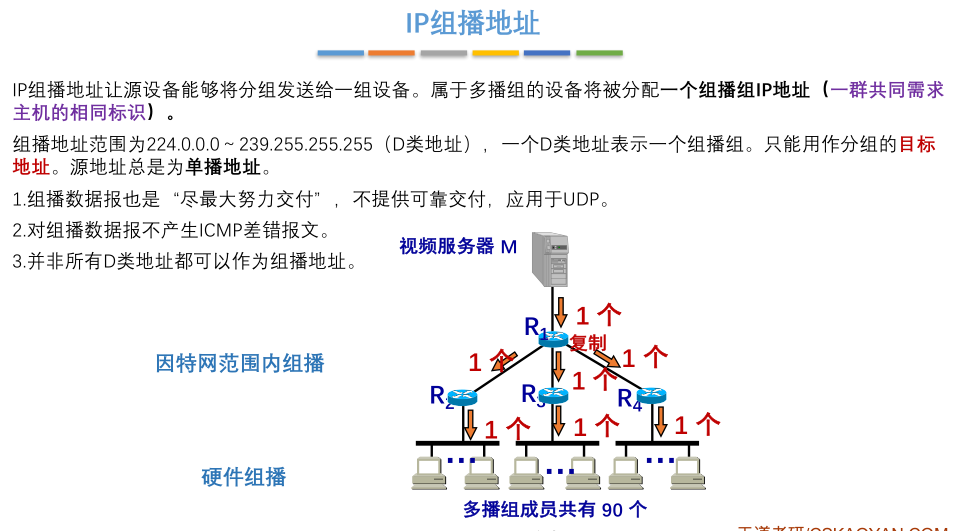 IP组播地址
IP组播地址让源设备能够将分组发送给一组设备。属于多播组的设备将被分配一个组播组IP地址（一群共同需求
主机的相同标识）。
组播地址范围为224.0.0.0～239.255.255.255（D类地址），一个D类地址表示一个组播组。只能用作分组的目标
地址。源地址总是为单播地址。
1.组播数据报也是“尽最大努力交付”，不提供可靠交付，应用于UDP。
2.对组播数据报不产生ICMP差错报文。
3.并非所有D类地址都可以作为组播地址。
视频服务器 M
1 个
R1
复制
因特网范围内组播
1 个
1 个
1 个
R2
R3
R4
1 个
1 个
1 个
硬件组播
多播组成员共有 90 个